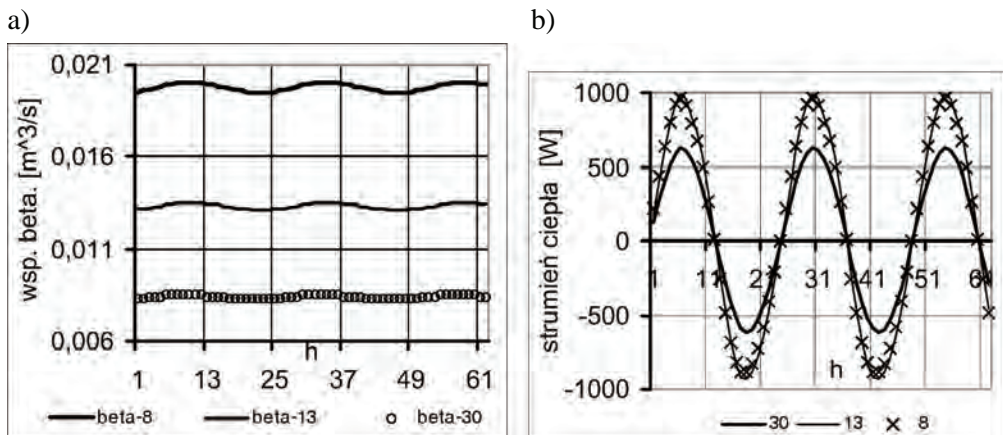 a)
b)
wsp. beta. [m^3/s]
0,021
0,016
0,011
0,006
h
1 13 25 37 49 61
beta-8 beta-13 beta-30
strumień ciepła [W]
1000
500
0
-500
-1000
1 11 21 31 41 51 61
h
30 13 8